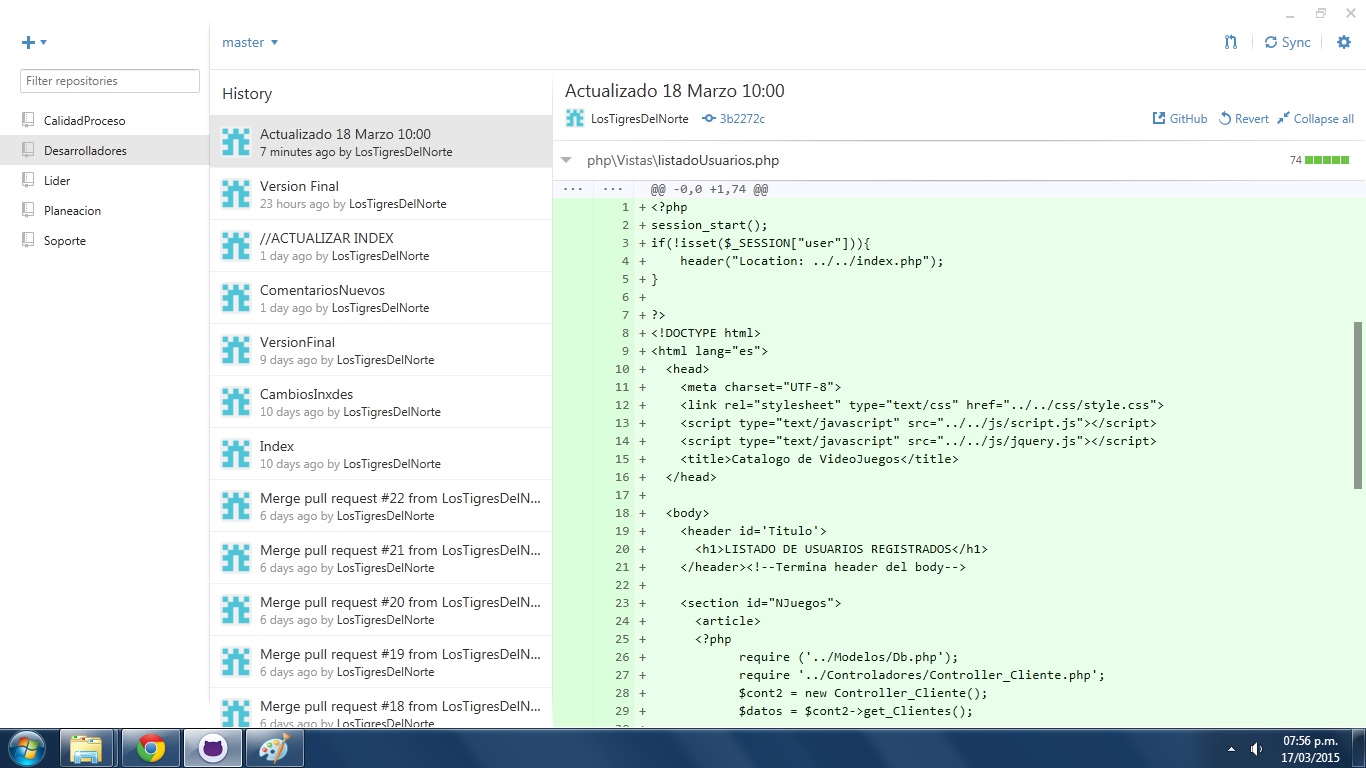 master
Sync
Filter repositories
CalidadProceso
Desarrolladores
Lider
Planeacion
Soporte
History
Actualizado 18 Marzo 10:00
7 minutes ago by LosTigresDelNorte
Version Final
23 hours ago by LosTigresDelNorte
//ACTUALIZAR INDEX
1 day ago by LosTigresDelNorte
ComentariosNuevos
1 day ago by LosTigresDelNorte
VersionFinal
9 days ago by LosTigresDelNorte
CambiosInxdes
10 days ago by LosTigresDelNorte
Index
10 days ago by LosTigresDelNorte
Merge pull request #22 from LosTigresDelN...
6 days ago by LosTigresDelNorte
Merge pull request #21 from LosTigresDelN...
6 days ago by LosTigresDelNorte
Merge pull request #20 from LosTigresDelN...
6 days ago by LosTigresDelNorte
Merge pull request #19 from LosTigresDelN...
6 days ago by LosTigresDelNorte
Merge pull request #18 from LosTigresDelN...
6 days ago by LosTigresDelNorte
Actualizado 18 Marzo 10:00
LosTigresDelNorte 3b2272c GitHub Revert Collapse all
php\Vistas\listadoUsuarios.php 74
... ... @@ -0,0 +1,74 @@
1 +<?php
2 +session_start();
3 +if(!isset($_SESSION["user"])){
4 +    header("Location: ../../index.php");
5 +}
6 +
7 +?>
8 +<!DOCTYPE html>
9 +<html lang="es">
10 +  <head>
11 +    <meta charset="UTF-8">
12 +    <link rel="stylesheet" type="text/css" href="../../css/style.css">
13 +    <script type="text/javascript" src="../../js/script.js"></script>
14 +    <script type="text/javascript" src="../../js/jquery.js"></script>
15 +    <title>Catalogo de VideoJuegos</title>
16 +  </head>
17 +
18 +  <body>
19 +    <header id='Titulo'>
20 +      <h1>LISTADO DE USUARIOS REGISTRADOS</h1>
21 +    </header><!--Termina header del body-->
22 +
23 +    <section id="NJuegos">
24 +      <article>
25 +      <?php
26 +            require ('../Modelos/Db.php');
27 +            require '../Controladores/Controller_Cliente.php';
28 +            $cont2 = new Controller_Cliente();
29 +            $datos = $cont2->get_Clientes();
07:56 p.m.
17/03/2015